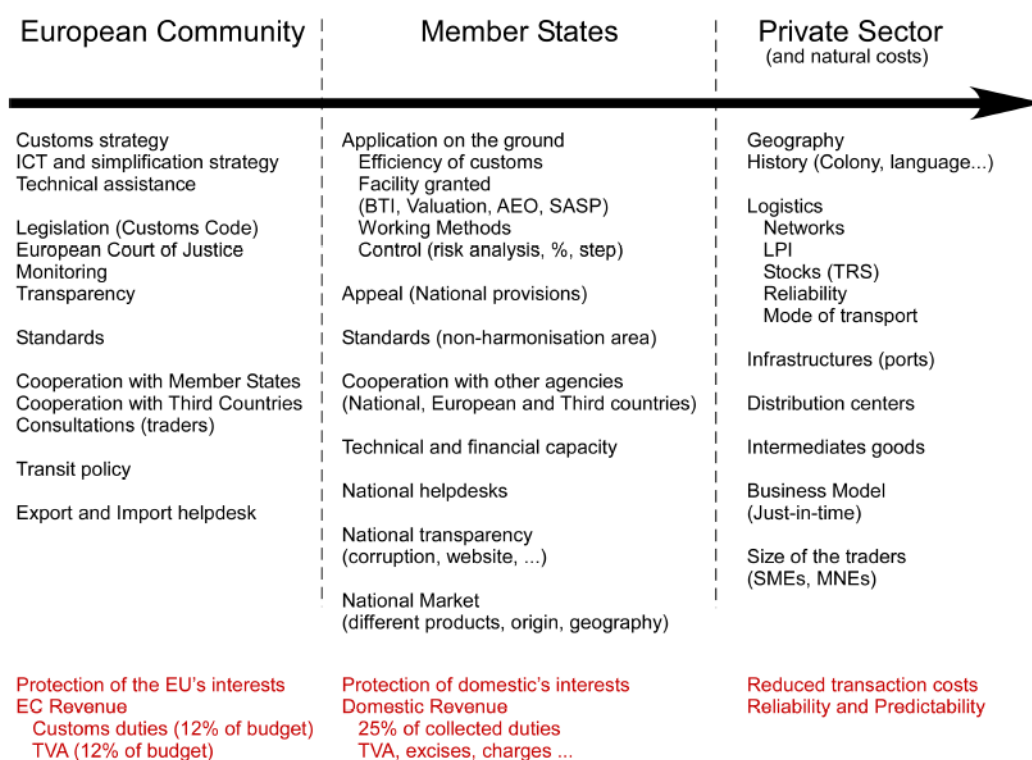 European Community
Customs strategy
ICT and simplification strategy
Technical assistance
Legislation (Customs Code)
European Court of Justice
Monitoring
Transparency
Standards
Cooperation with Member States
Cooperation with Third Countries
Consultations (traders)
Transit policy
Export and Import helpdesk
Protection of the EU's interests
EC Revenue
Customs duties (12% of budget)
TVA (12% of budget)
Member States
Application on the ground
Efficiency of customs
Facility granted
(BTI, Valuation, AEO, SASP)
Working Methods
Control (risk analysis, %, step)
Appeal (National provisions)
Standards (non-harmonisation area)
Cooperation with other agencies
(National, European and Third countries)
Technical and financial capacity
National helpdesks
National transparency
(corruption, website, ...)
National Market
(different products, origin, geography)
Protection of domestic's interests
Domestic Revenue
25% of collected duties
TVA, excises, charges ...
Private Sector
(and natural costs)
Geography
History (Colony, language...)
Logistics
Networks
LPI
Stocks (TRS)
Reliability
Mode of transport
Infrastructures (ports)
Distribution centers
Intermediates goods
Business Model
(Just-in-time)
Size of the traders
(SMEs, MNEs)
Reduced transaction costs
Reliability and Predictability